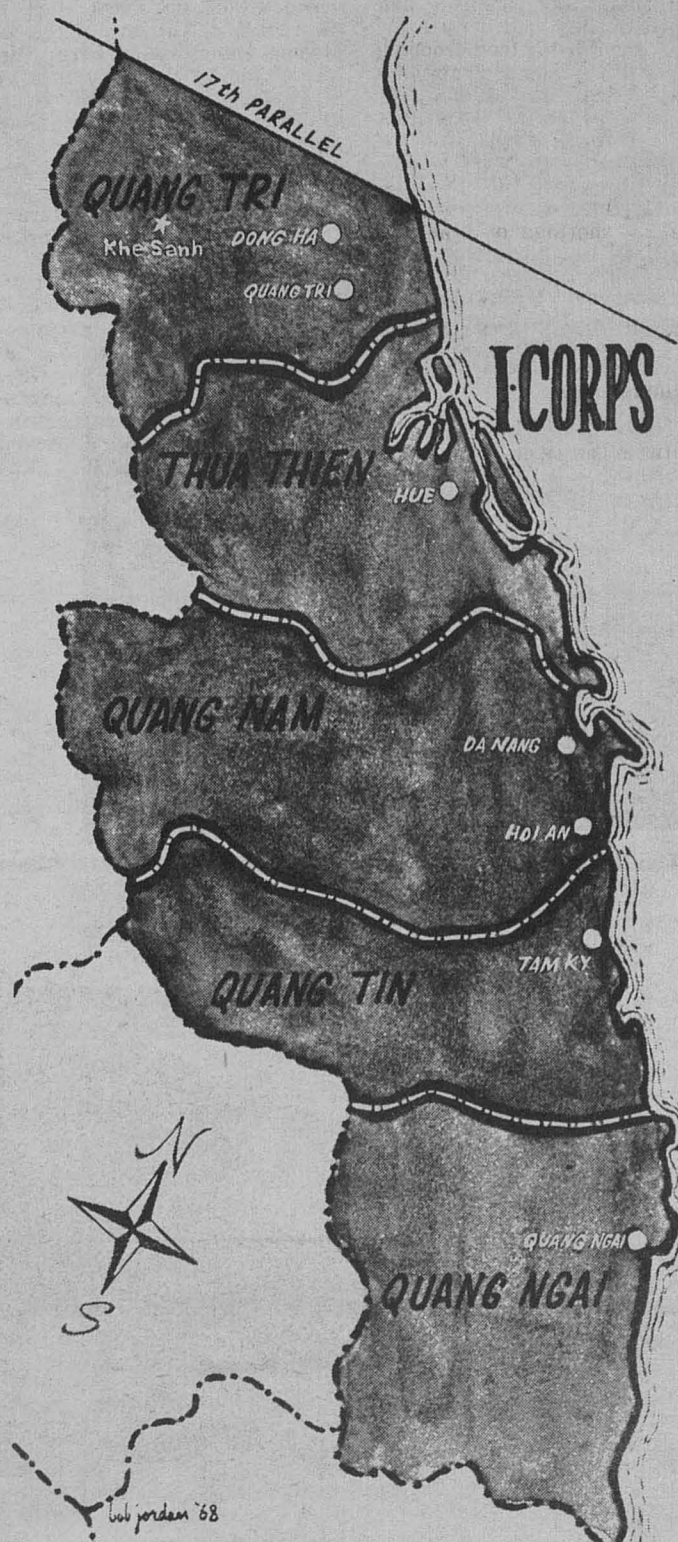 17th PARALLEL
QUANG TRI
Khe Sanh
DONG HA
QUANG TRI
I·CORPS
THUA THIEN
HUE
QUANG NAM
DA NANG
HOI AN
QUANG TIN
TAM KY
N
S
QUANG NGAI
QUANG NGAI
bob jordan '68